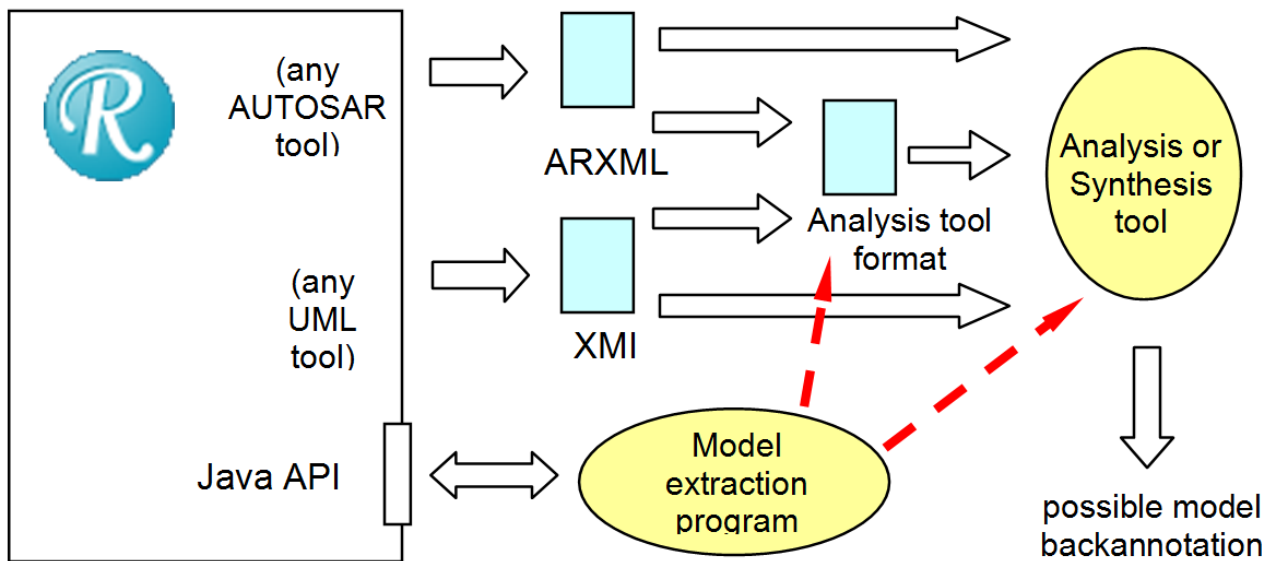 R
(any
AUTOSAR
tool)
ARXML
Analysis tool
format
Analysis or
Synthesis
tool
(any
UML
tool)
XMI
Java API
Model
extraction
program
possible model
backannotation